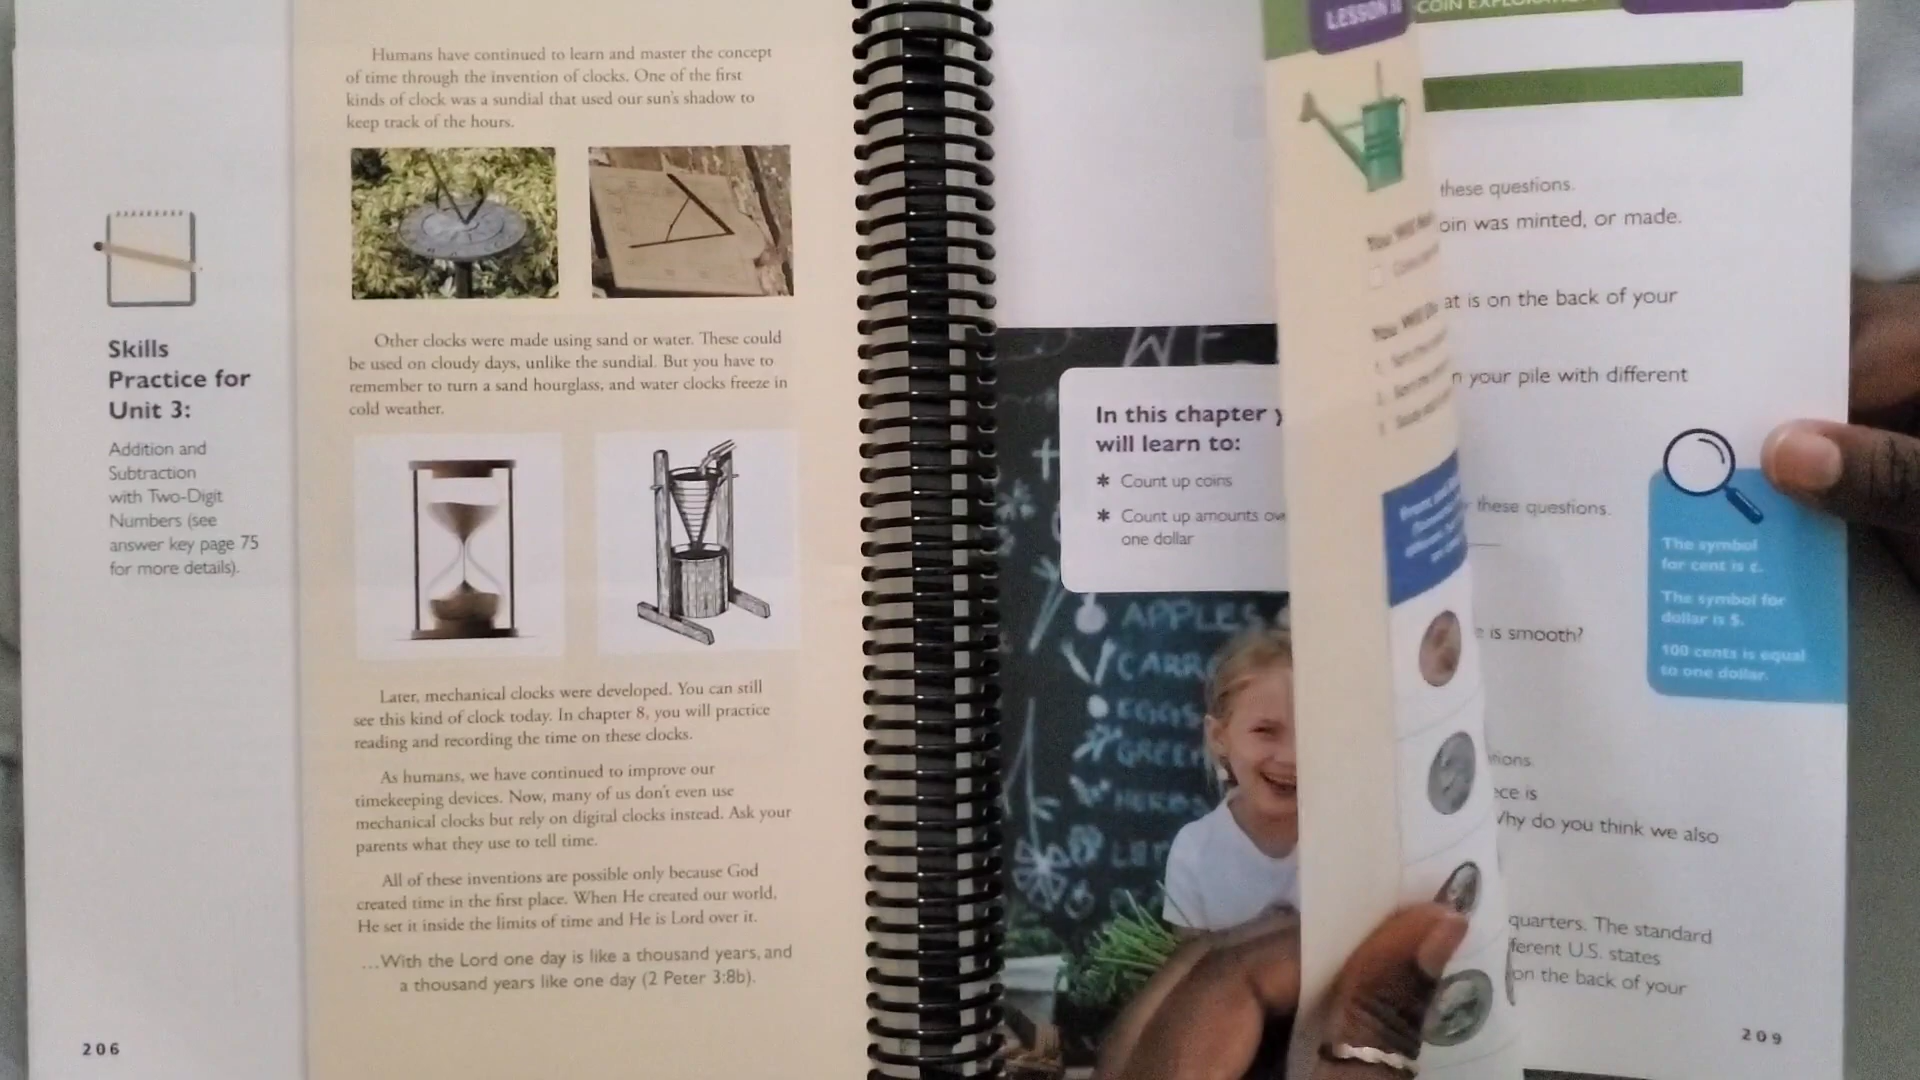 Humans have continued to learn and master the concept
of time through the invention of clocks. One of the first
kinds of clock was a sundial that used our sun's shadow to
keep track of the hours.
Skills
Practice for
Unit 3:
Addition and
Subtraction
with Two-Digit
Numbers (see
answer key page 75
for more details).
Other clocks were made using sand or water. These could
be used on cloudy days, unlike the sundial. But you have to
remember to turn a sand hourglass, and water clocks freeze in
cold weather.
Later, mechanical clocks were developed. You can still
see this kind of clock today. In chapter 8, you will practice
reading and recording the time on these clocks.
As humans, we have continued to improve our
timekeeping devices. Now, many of us don't even use
mechanical clocks but rely on digital clocks instead. Ask your
parents what they use to tell time.
All of these inventions are possible only because God
created time in the first place. When He created our world,
He set it inside the limits of time and He is Lord over it.
...With the Lord one day is like a thousand years, and
a thousand years like one day (2 Peter 3:8b).
206
WE
In this chapter
will learn to:
* Count up coins
* Count up amounts
one dollar
APPLES
CARR
EGGS
GREE
LESSON
COIN
You Will
You Will Do
these questions.
oin was minted, or made.
at is on the back of your
n your pile with different
these questions.
The symbol
for cent is ¢.
The symbol for
dollar is $.
100 cents is equal
to one dollar.
is smooth?
ece is
Why do you think we also
quarters. The standard
ferent U.S. states
on the back of your
209